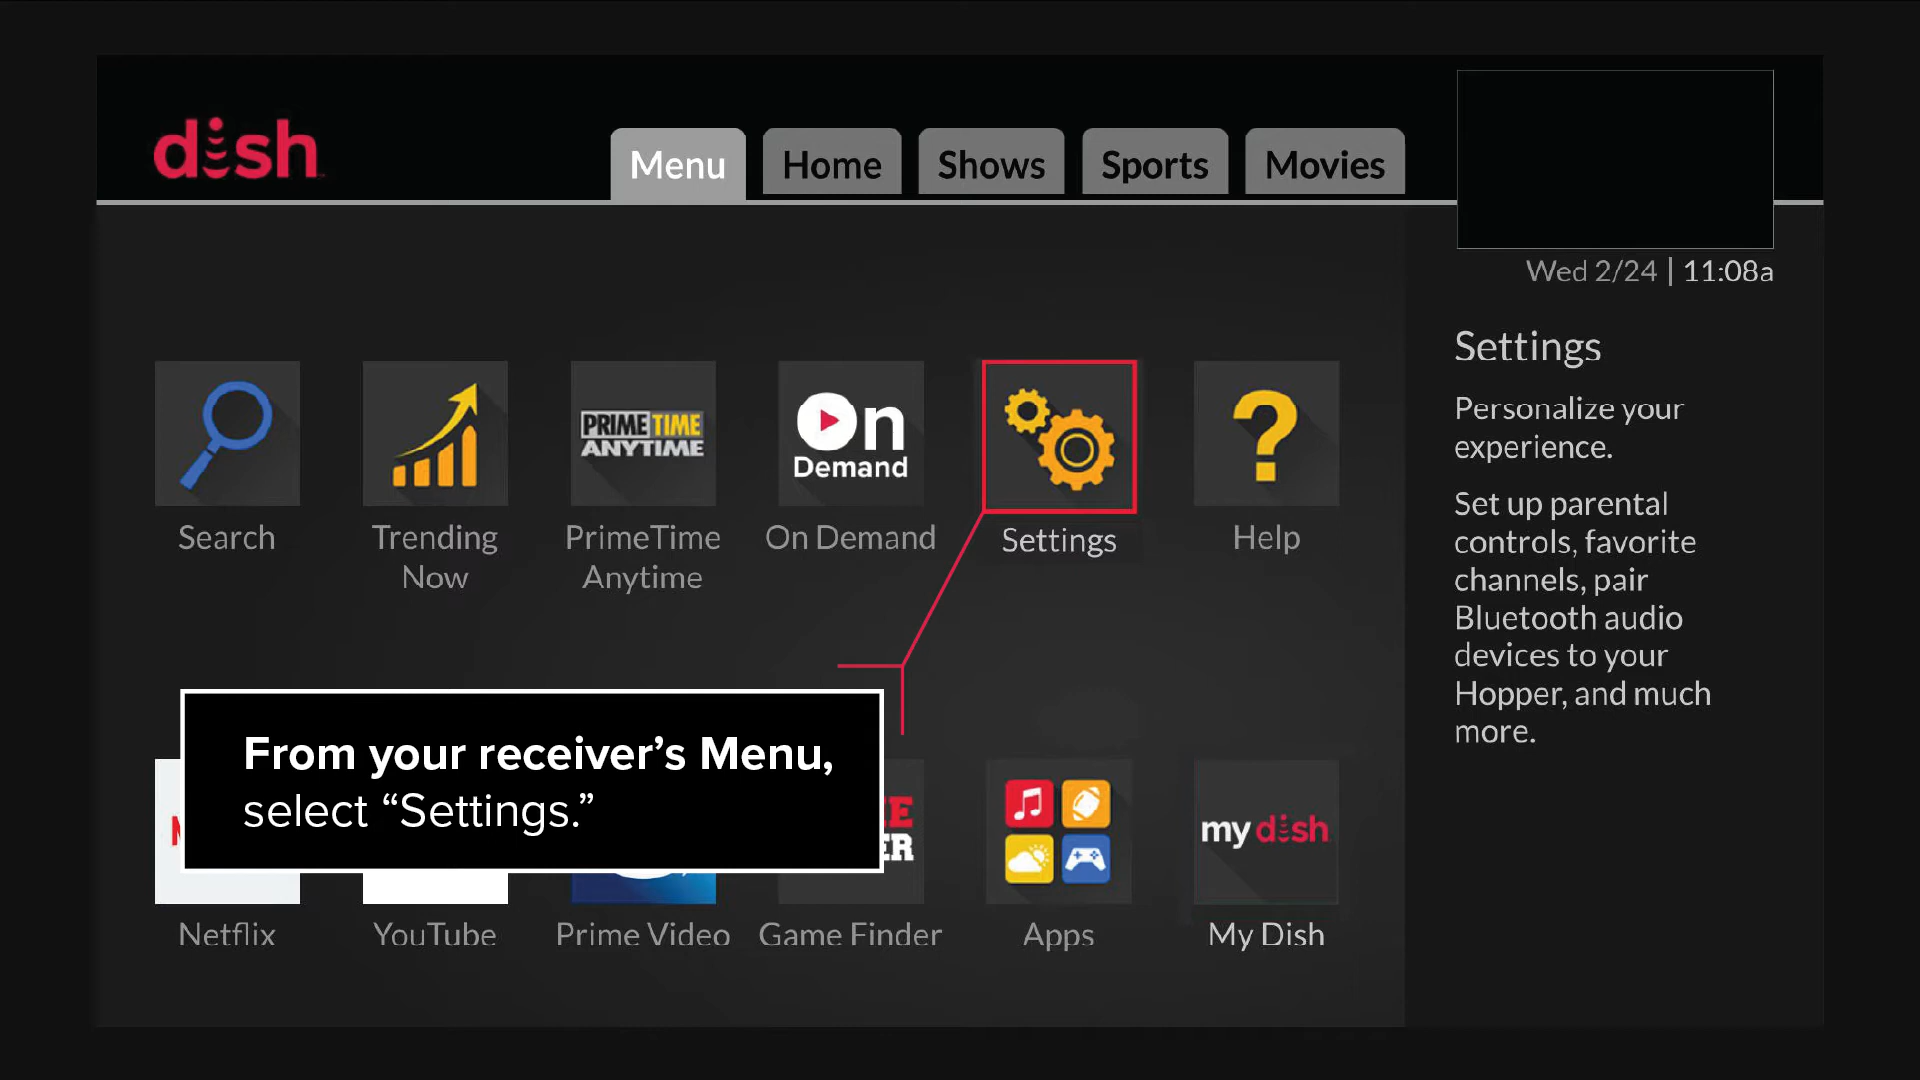 dish
Menu
Home
Shows
Sports
Movies
Wed 2/24 | 11:08a
Settings
Personalize your
experience.
Set up parental
controls, favorite
channels, pair
Bluetooth audio
devices to your
Hopper, and much
more.
PRIMETIME
ANYTIME
On
Demand
?
Search
Trending
Now
PrimeTime
Anytime
On Demand
Settings
Help
From your receiver’s Menu,
select “Settings.”
my dish
Netflix
YouTube
Prime Video
Game Finder
Apps
My Dish